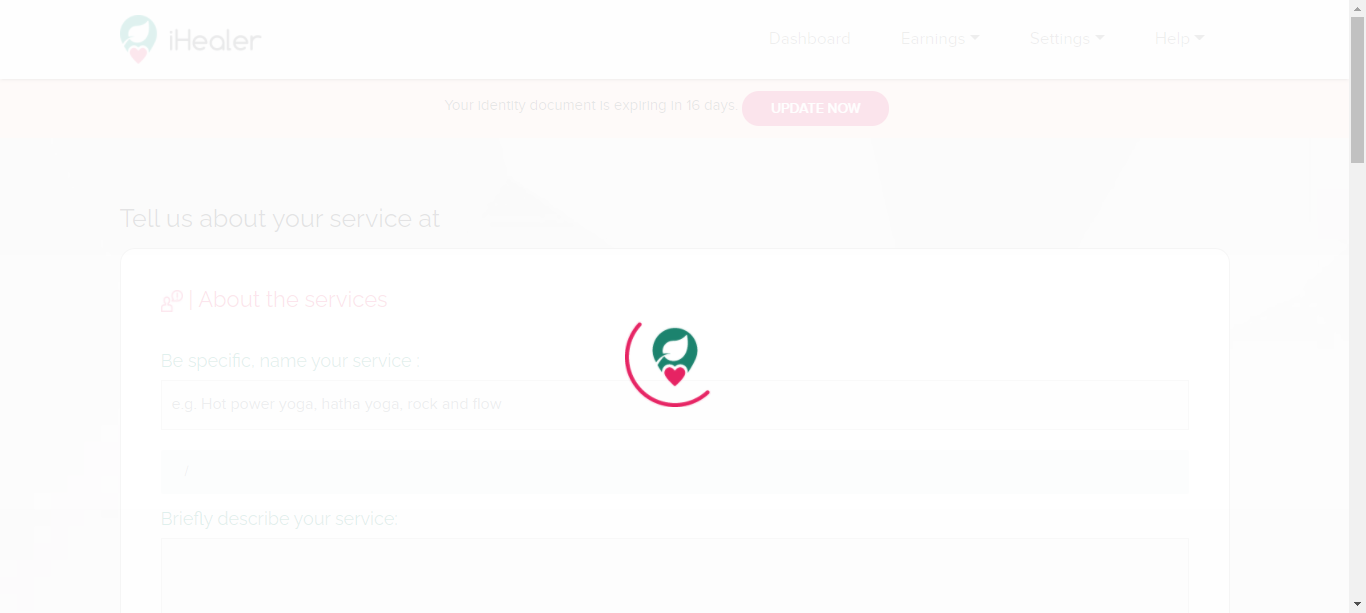 iHealer
Dashboard Earnings Settings Help
Your identity document is expiring in 16 days. UPDATE NOW
Tell us about your service at
| About the services
Be specific, name your service :
e.g, Hot power yoga, hatha yoga, rock and flow
/
Briefly describe your service: